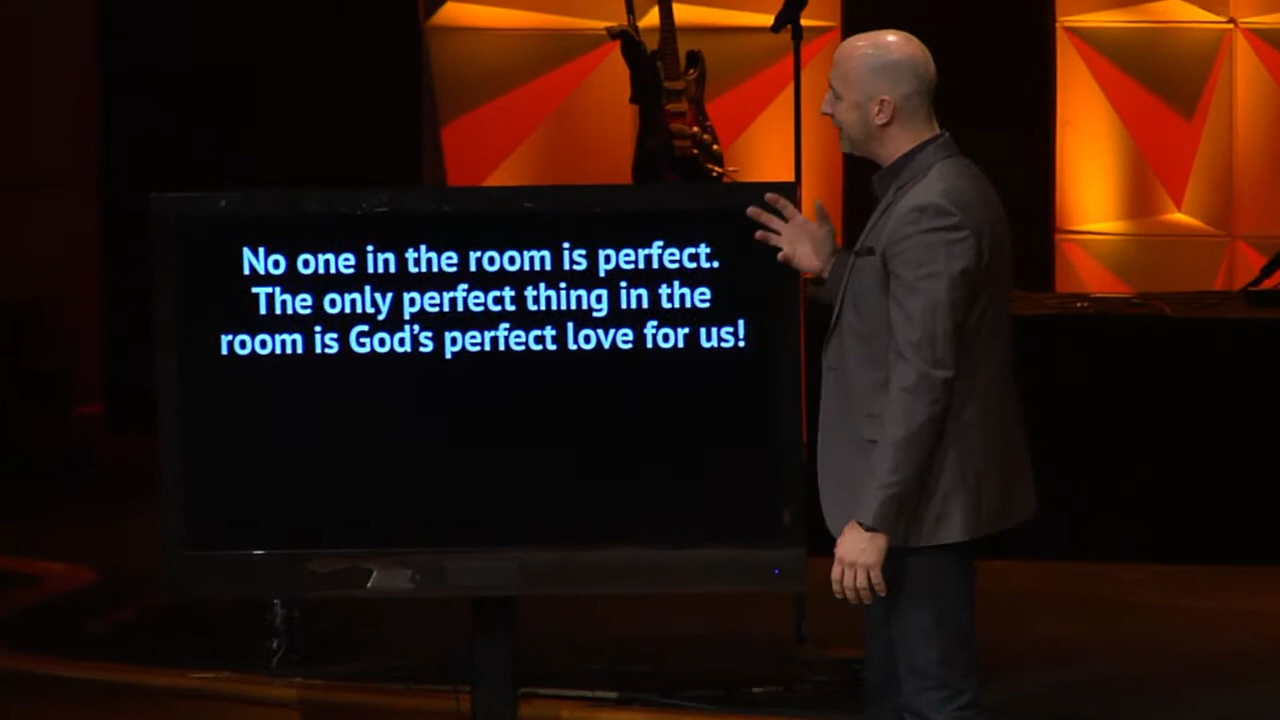 No one in the room is perfect.
The only perfect thing in the
room is God's perfect love for us!